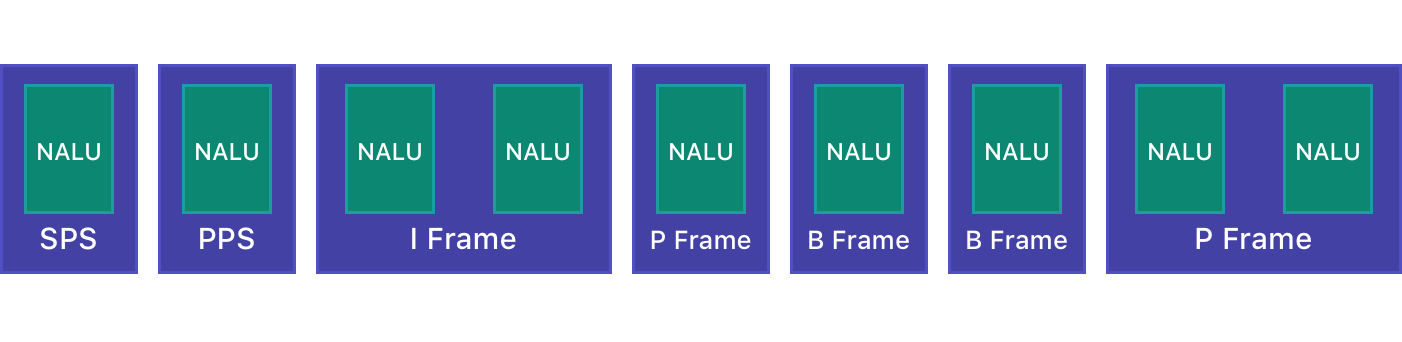 NALU
SPS
NALU
PPS
NALU NALU
I Frame
NALU
P Frame
NALU
B Frame
NALU
B Frame
NALU NALU
P Frame